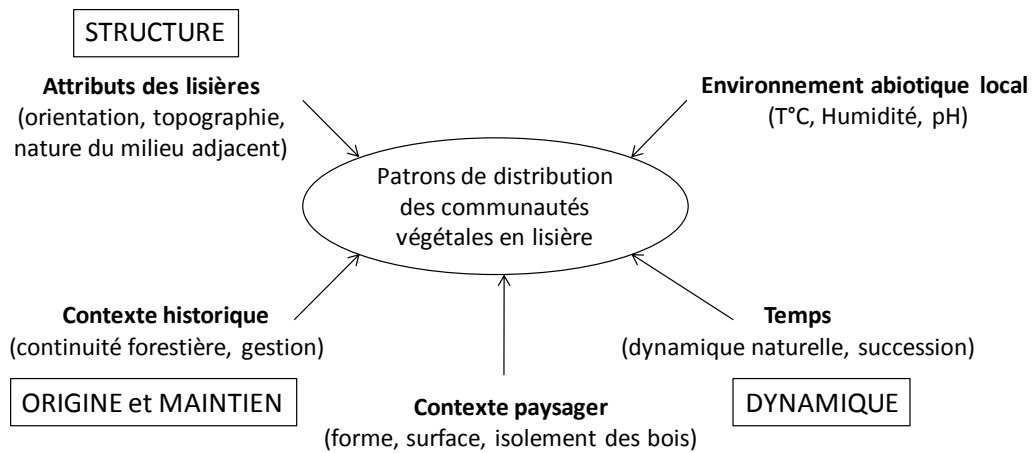 STRUCTURE
Attributs des lisières
(orientation, topographie,
nature du milieu adjacent)
Environnement abiotique local
(T°C, Humidité, pH)
Patrons de distribution
des communautés
végétales en lisière
Contexte historique
(continuité forestière, gestion)
ORIGINE et MAINTIEN
Contexte paysager
(forme, surface, isolement des bois)
Temps
(dynamique naturelle, succession)
DYNAMIQUE